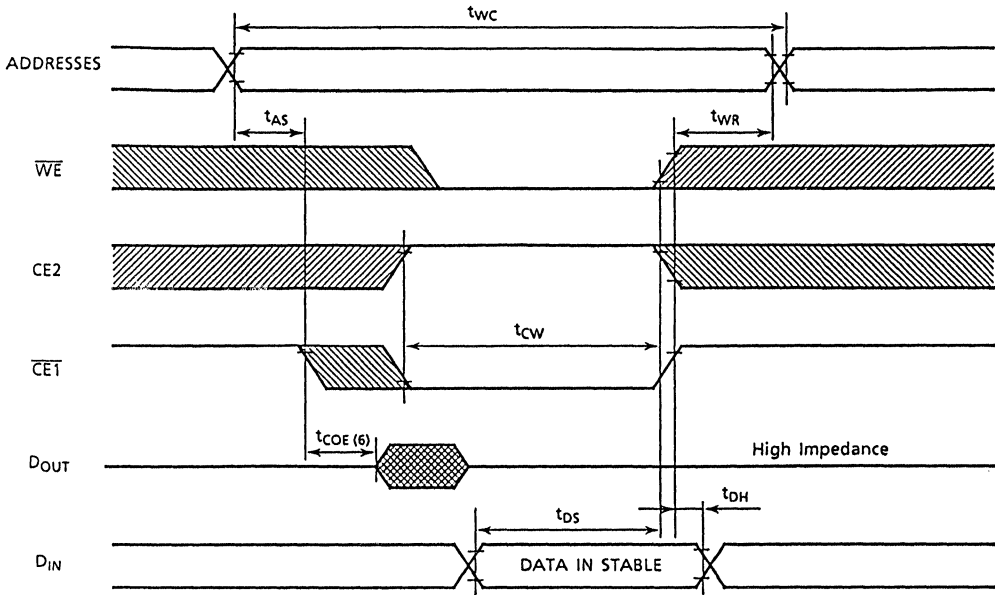 tWC
ADDRESSES
tAS
tWR
WE
CE2
tCW
CE1
tCOE (6)
DOUT
High Impedance
tDH
tDS
DIN
DATA IN STABLE